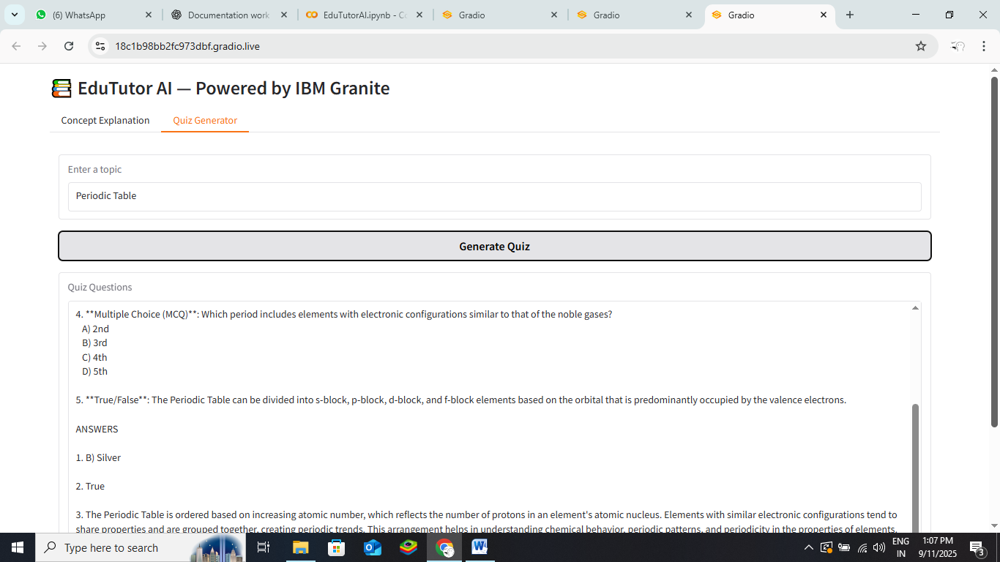 (6) WhatsApp
Documentation work
EduTutorAI.ipynb - Co
Gradio
Gradio
Gradio
18c1b98bb2fc973dbf.gradio.live
EduTutor AI — Powered by IBM Granite
Concept Explanation
Quiz Generator
Enter a topic
Periodic Table
Generate Quiz
Quiz Questions
4. **Multiple Choice (MCQ)**: Which period includes elements with electronic configurations similar to that of the noble gases?
A) 2nd
B) 3rd
C) 4th
D) 5th
5. **True/False**: The Periodic Table can be divided into s-block, p-block, d-block, and f-block elements based on the orbital that is predominantly occupied by the valence electrons.
ANSWERS
1. B) Silver
2. True
3. The Periodic Table is ordered based on increasing atomic number, which reflects the number of protons in an element's atomic nucleus. Elements with similar electronic configurations tend to
share properties and are grouped together, creating periodic trends. This arrangement helps in understanding chemical behavior, periodic patterns, and periodicity in the properties of elements.
Type here to search
ENG
IN
1:07 PM
9/11/2025
3